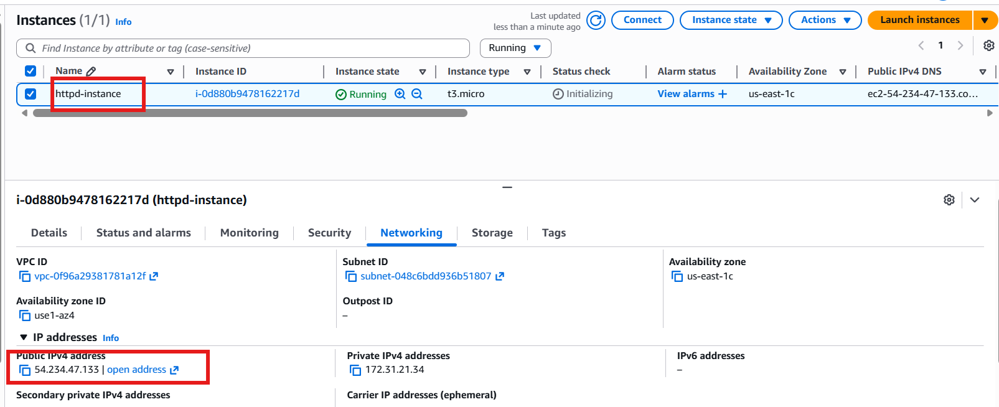 Instances (1/1) Info
Last updated
less than a minute ago
Connect
Instance state
Actions
Launch instances
Find Instance by attribute or tag (case-sensitive)
Running
1
Name
Instance ID
Instance state
Instance type
Status check
Alarm status
Availability Zone
Public IPv4 DNS
httpd-instance
i-0d880b9478162217d
Running
t3.micro
Initializing
View alarms +
us-east-1c
ec2-54-234-47-133.co...
i-0d880b9478162217d (httpd-instance)
Details
Status and alarms
Monitoring
Security
Networking
Storage
Tags
VPC ID
vpc-0f96a29381781a12f
Subnet ID
subnet-048c6bdd936b51807
Availability zone
us-east-1c
Availability zone ID
use1-az4
Outpost ID
–
IP addresses Info
Public IPv4 address
54.234.47.133 | open address
Private IPv4 addresses
172.31.21.34
IPv6 addresses
–
Secondary private IPv4 addresses
Carrier IP addresses (ephemeral)